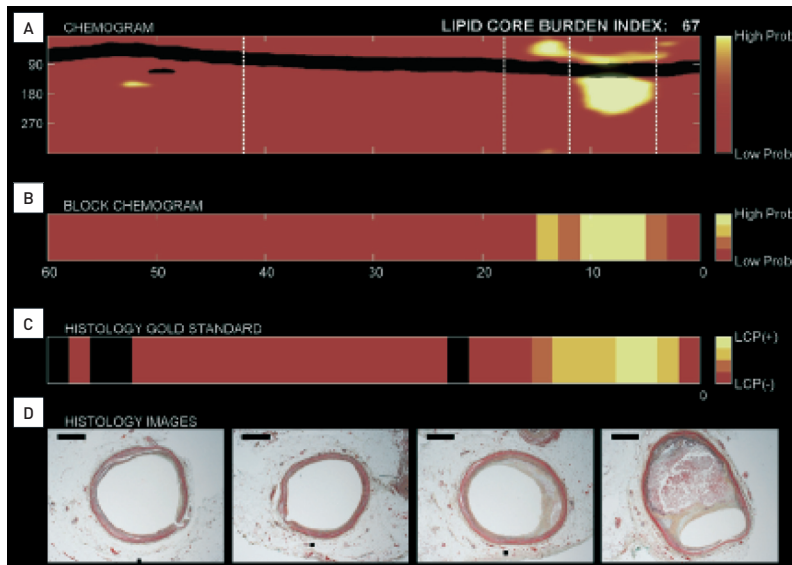 A
CHEMOGRAM
LIPID CORE BURDEN INDEX: 67
High Prob
90
180
270
Low Prob
B
BLOCK CHEMOGRAM
High Prob
Low Prob
60 50 40 30 20 10 0
C
HISTOLOGY GOLD STANDARD
LCP(+)
LCP(-)
0
D
HISTOLOGY IMAGES